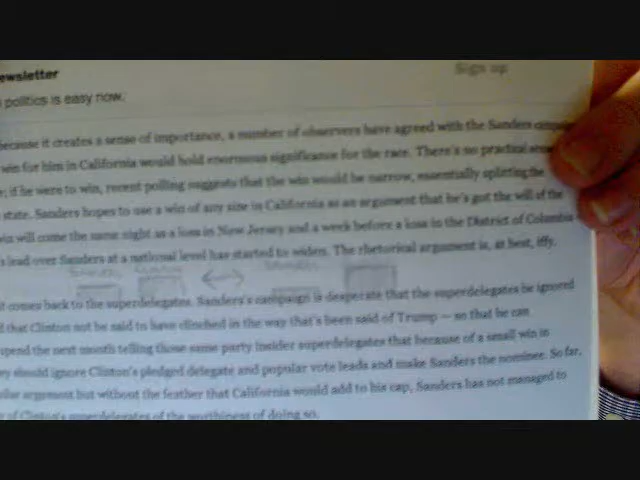 ewsletter
Sign up
politics is easy now.
because it creates a sense of importance, a number of observers have agreed with the Sanders
win for him in California would hold enormous significance for the race. There's no practical
if he were to win, recent polling suggests that the win would be narrow, essentially splitting the
state. Sanders hopes to use a win of any size in California as an argument that he's got the will of the
win will come the same night as a loss in New Jersey and a week before a loss in the District of Columbia
s lead over Sanders at a national level has started to widen. The rhetorical argument is, at best, iffy.
it comes back to the superdelegates. Sanders's campaign is desperate that the superdelegates be ignored
d that Clinton not be said to have clinched in the way that's been said of Trump — so that he can
spend the next month telling those same party insider superdelegates that because of a small win in
ey should ignore Clinton's pledged delegate and popular vote leads and make Sanders the nominee. So far,
argument but without the feather that California would add to his cap, Sanders has not managed to
of Clinton's superdelegates of the worthiness of doing so.